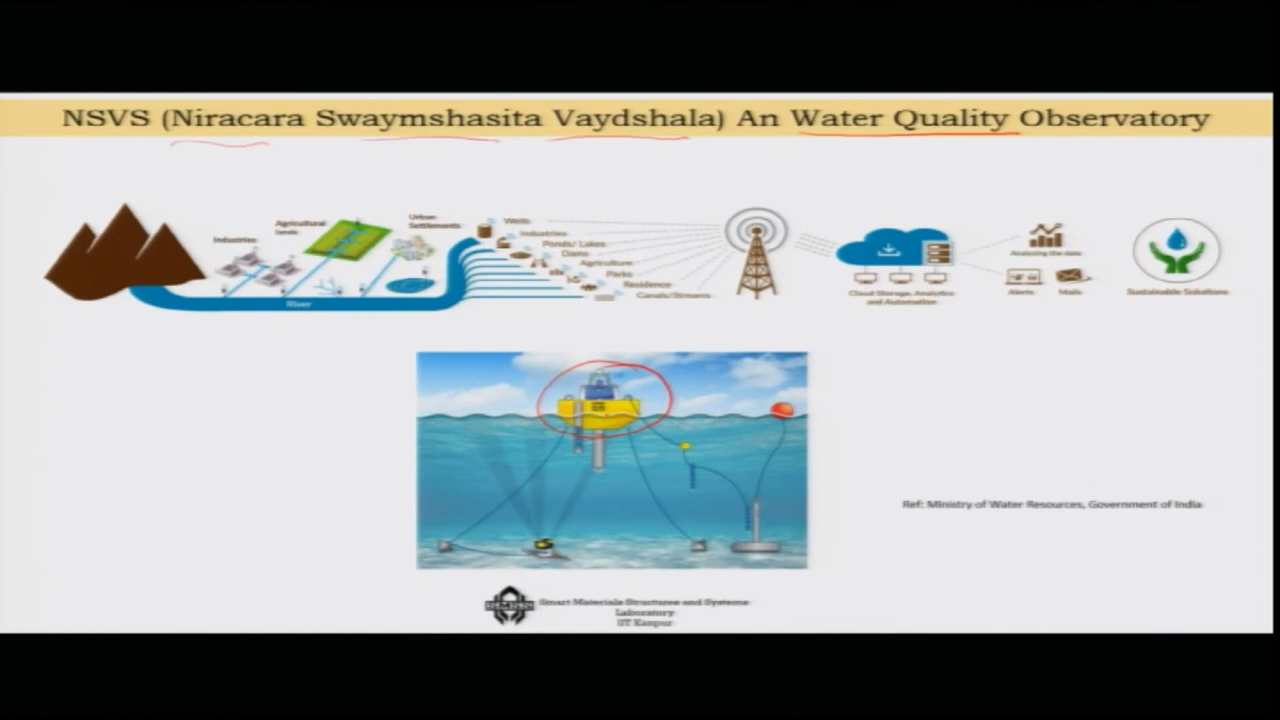 NSVS (Niracara Swaymshasita Vaydshala) An Water Quality Observatory
Industries
Agricultural
lands
Urban
Settlements
Wells
Industries
Ponds/ Lakes
Dams
Agriculture
Parks
Residence
Canals/Streams
River
Cloud Storage, Analytics
and Automation
Analyzing the data
Alerts
Mails
Sustainable Solutions
Ref: Ministry of Water Resources, Government of India
Smart Materials Structures and Systems
Laboratory
IIT Kanpur